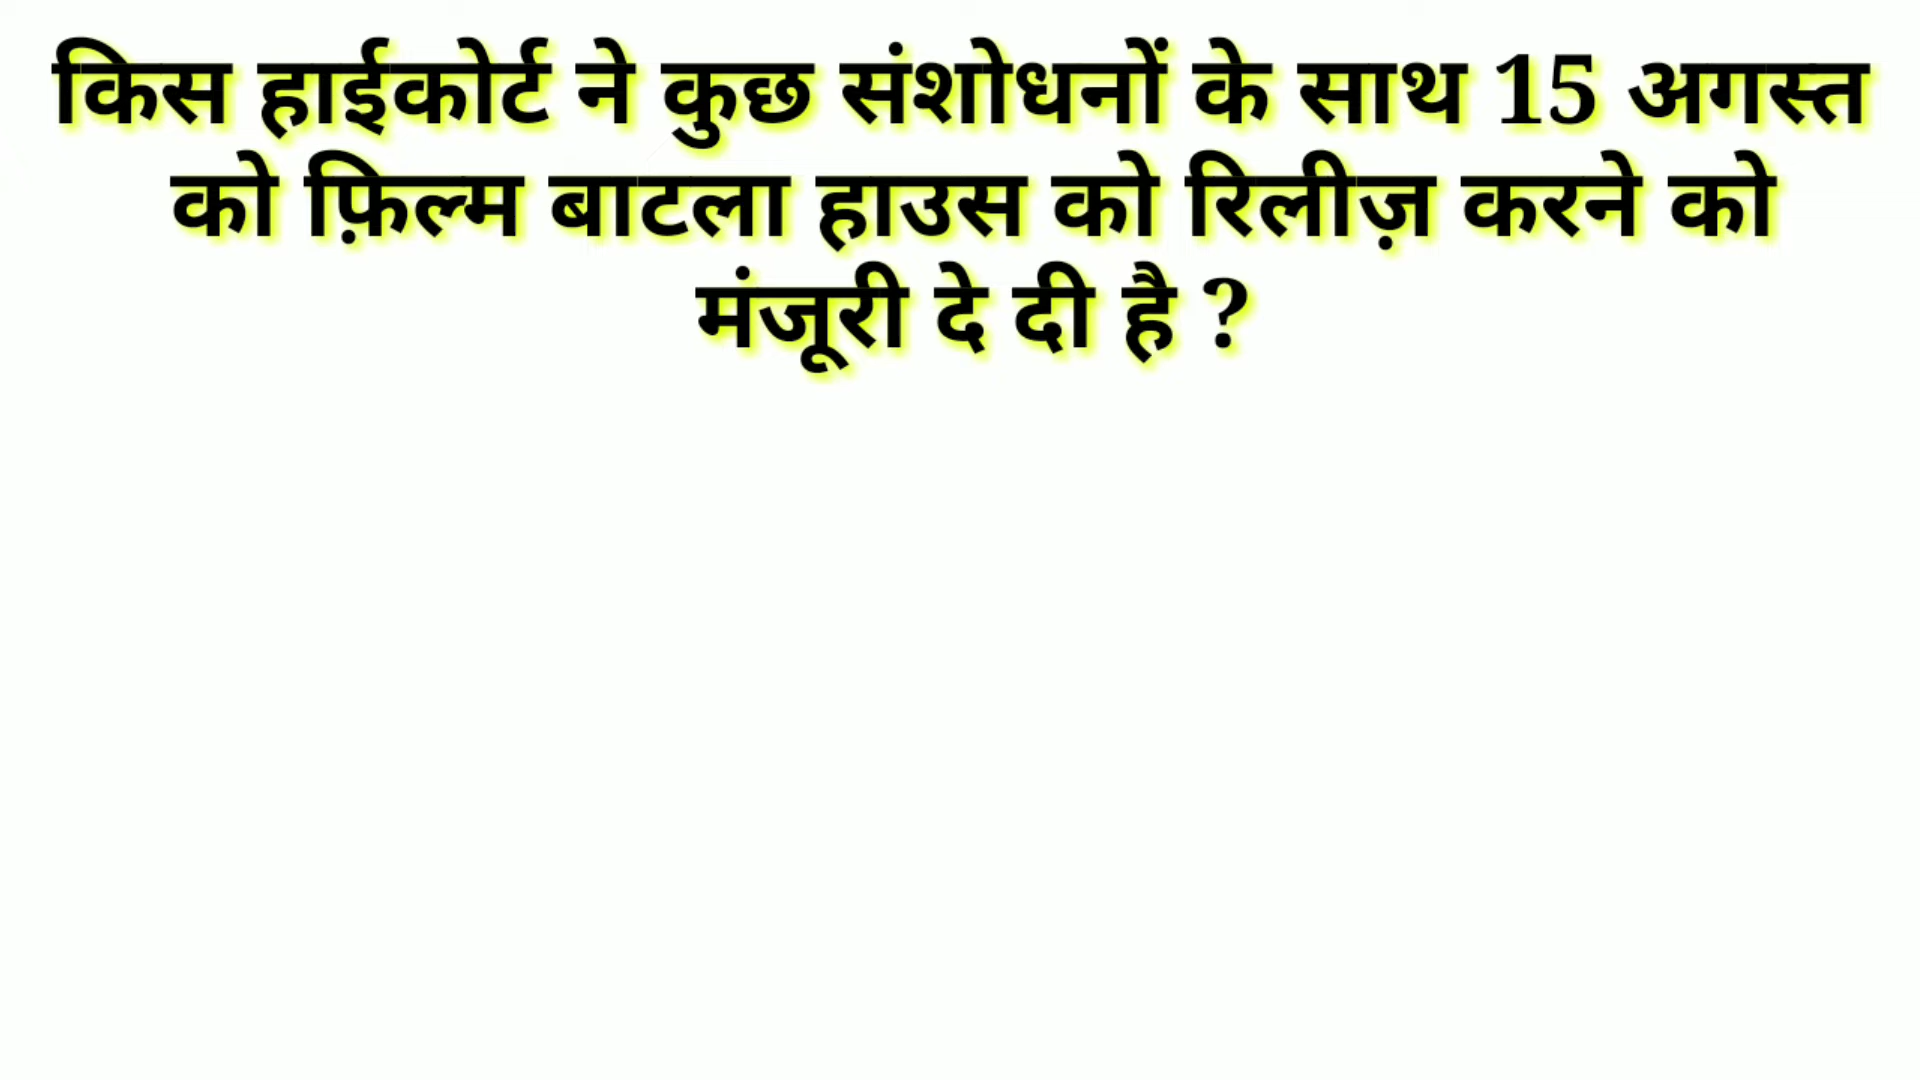 किस हाईकोर्ट ने कुछ संशोधनों के साथ 15 अगस्त
को फ़िल्म बाटला हाउस को रिलीज़ करने को
मंजूरी दे दी है ?